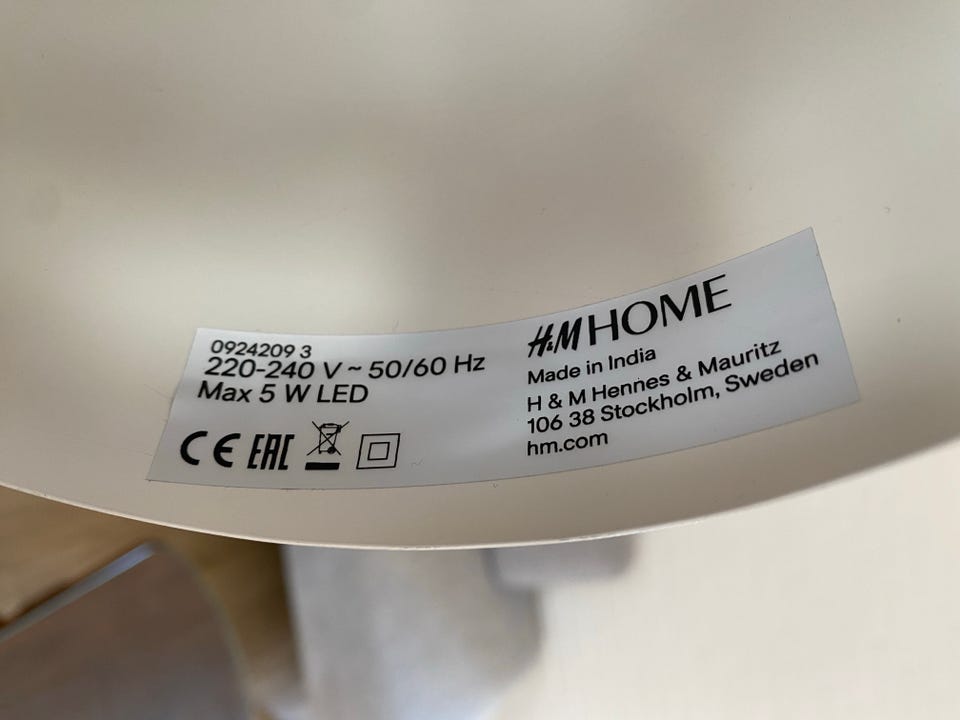 0924209 3
220-240 V ~ 50/60 Hz
Max 5 W LED
CE EAC
H&M HOME
Made in India
H & M Hennes & Mauritz
106 38 Stockholm, Sweden
hm.com